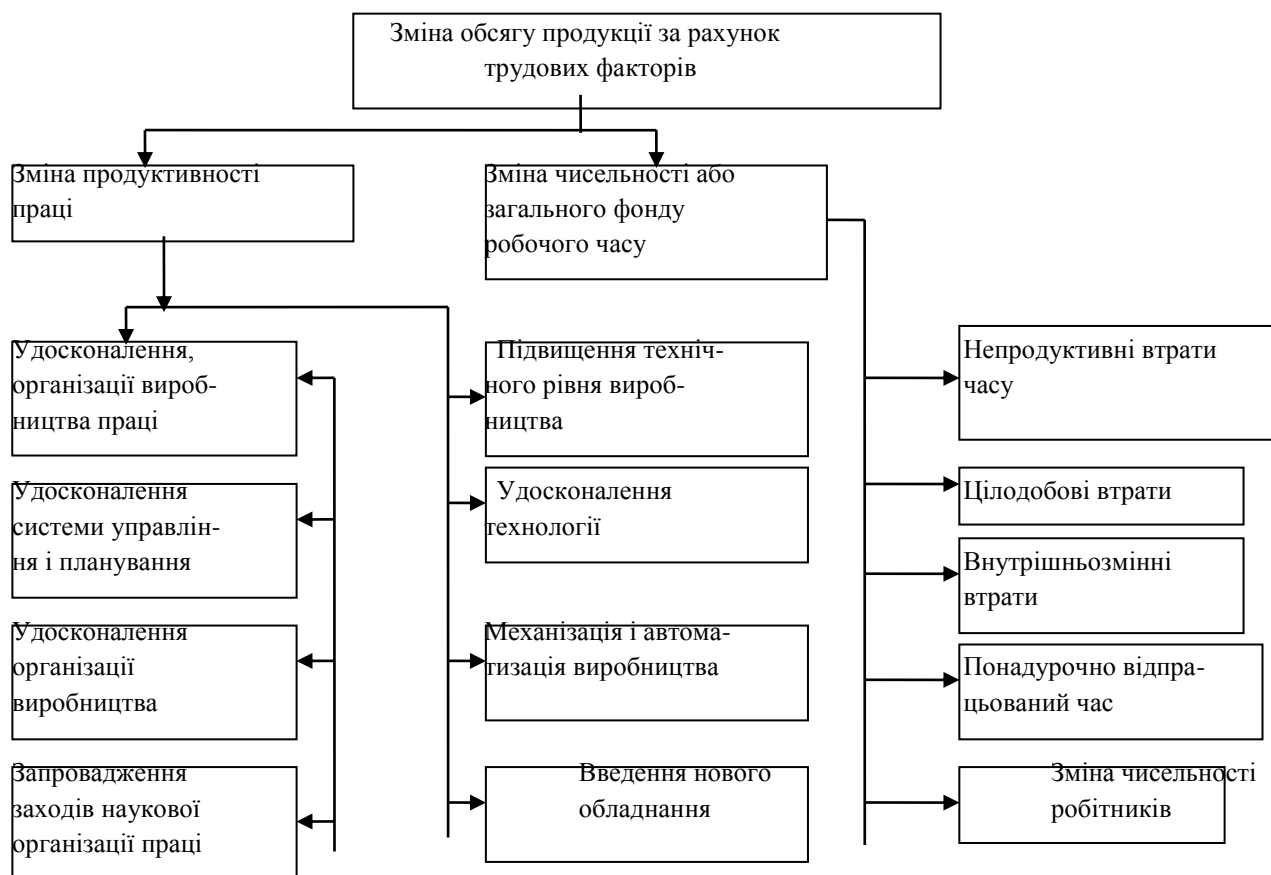 Зміна обсягу продукції за рахунок
трудових факторів
Зміна продуктивності
праці
Зміна чисельності або
загального фонду
робочого часу
Удосконалення,
організації вироб-
ництва праці
Підвищення техніч-
ного рівня вироб-
ництва
Непродуктивні втрати
часу
Удосконалення
системи управлін-
ня і планування
Удосконалення
технології
Цілодобові втрати
Внутрішньозмінні
втрати
Удосконалення
організації
виробництва
Механізація і автома-
тизація виробництва
Понадурочно відпра-
цьований час
Запровадження
заходів наукової
організації праці
Введення нового
обладнання
Зміна чисельності
робітників